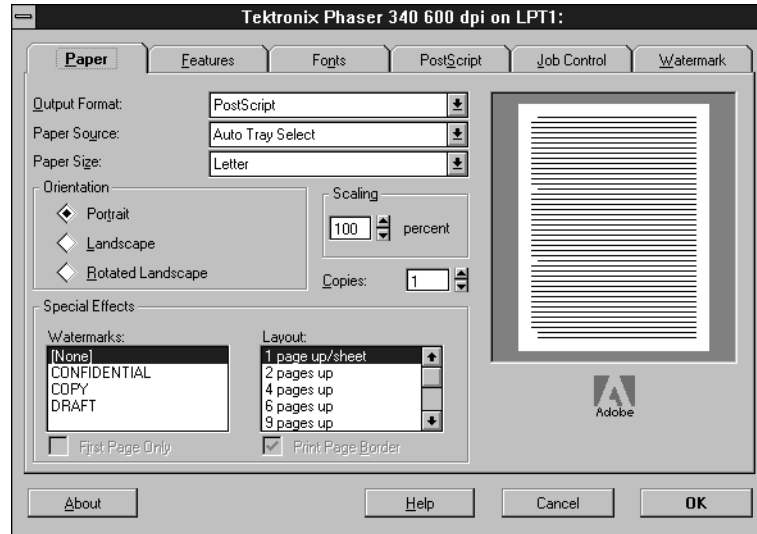 Tektronix Phaser 340 600 dpi on LPT1:
Paper Features Fonts PostScript Job Control Watermark
Output Format: PostScript
Paper Source: Auto Tray Select
Paper Size: Letter
Orientation
Portrait
Landscape
Rotated Landscape
Scaling
100 percent
Copies: 1
Special Effects
Watermarks:
[None]
CONFIDENTIAL
COPY
DRAFT
First Page Only
Layout:
1 page up/sheet
2 pages up
4 pages up
6 pages up
9 pages up
Print Page Border
Adobe
About Help Cancel OK